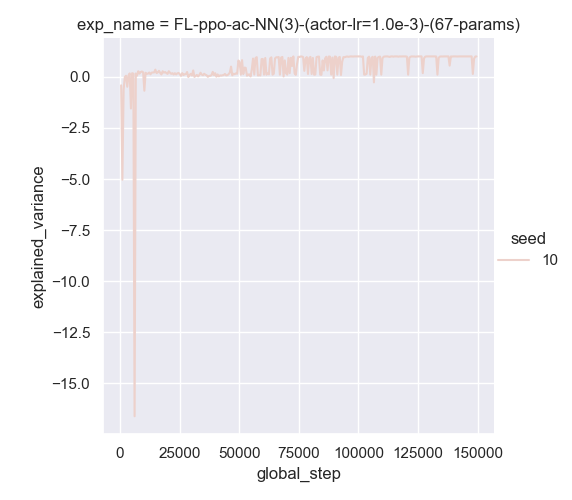 exp_name = FL-ppo-ac-NN(3)-(actor-lr=1.0e-3)-(67-params)
0.0
−2.5
−5.0
−7.5
−10.0
−12.5
−15.0
explained_variance
0 25000 50000 75000 100000 125000 150000
global_step
seed
10